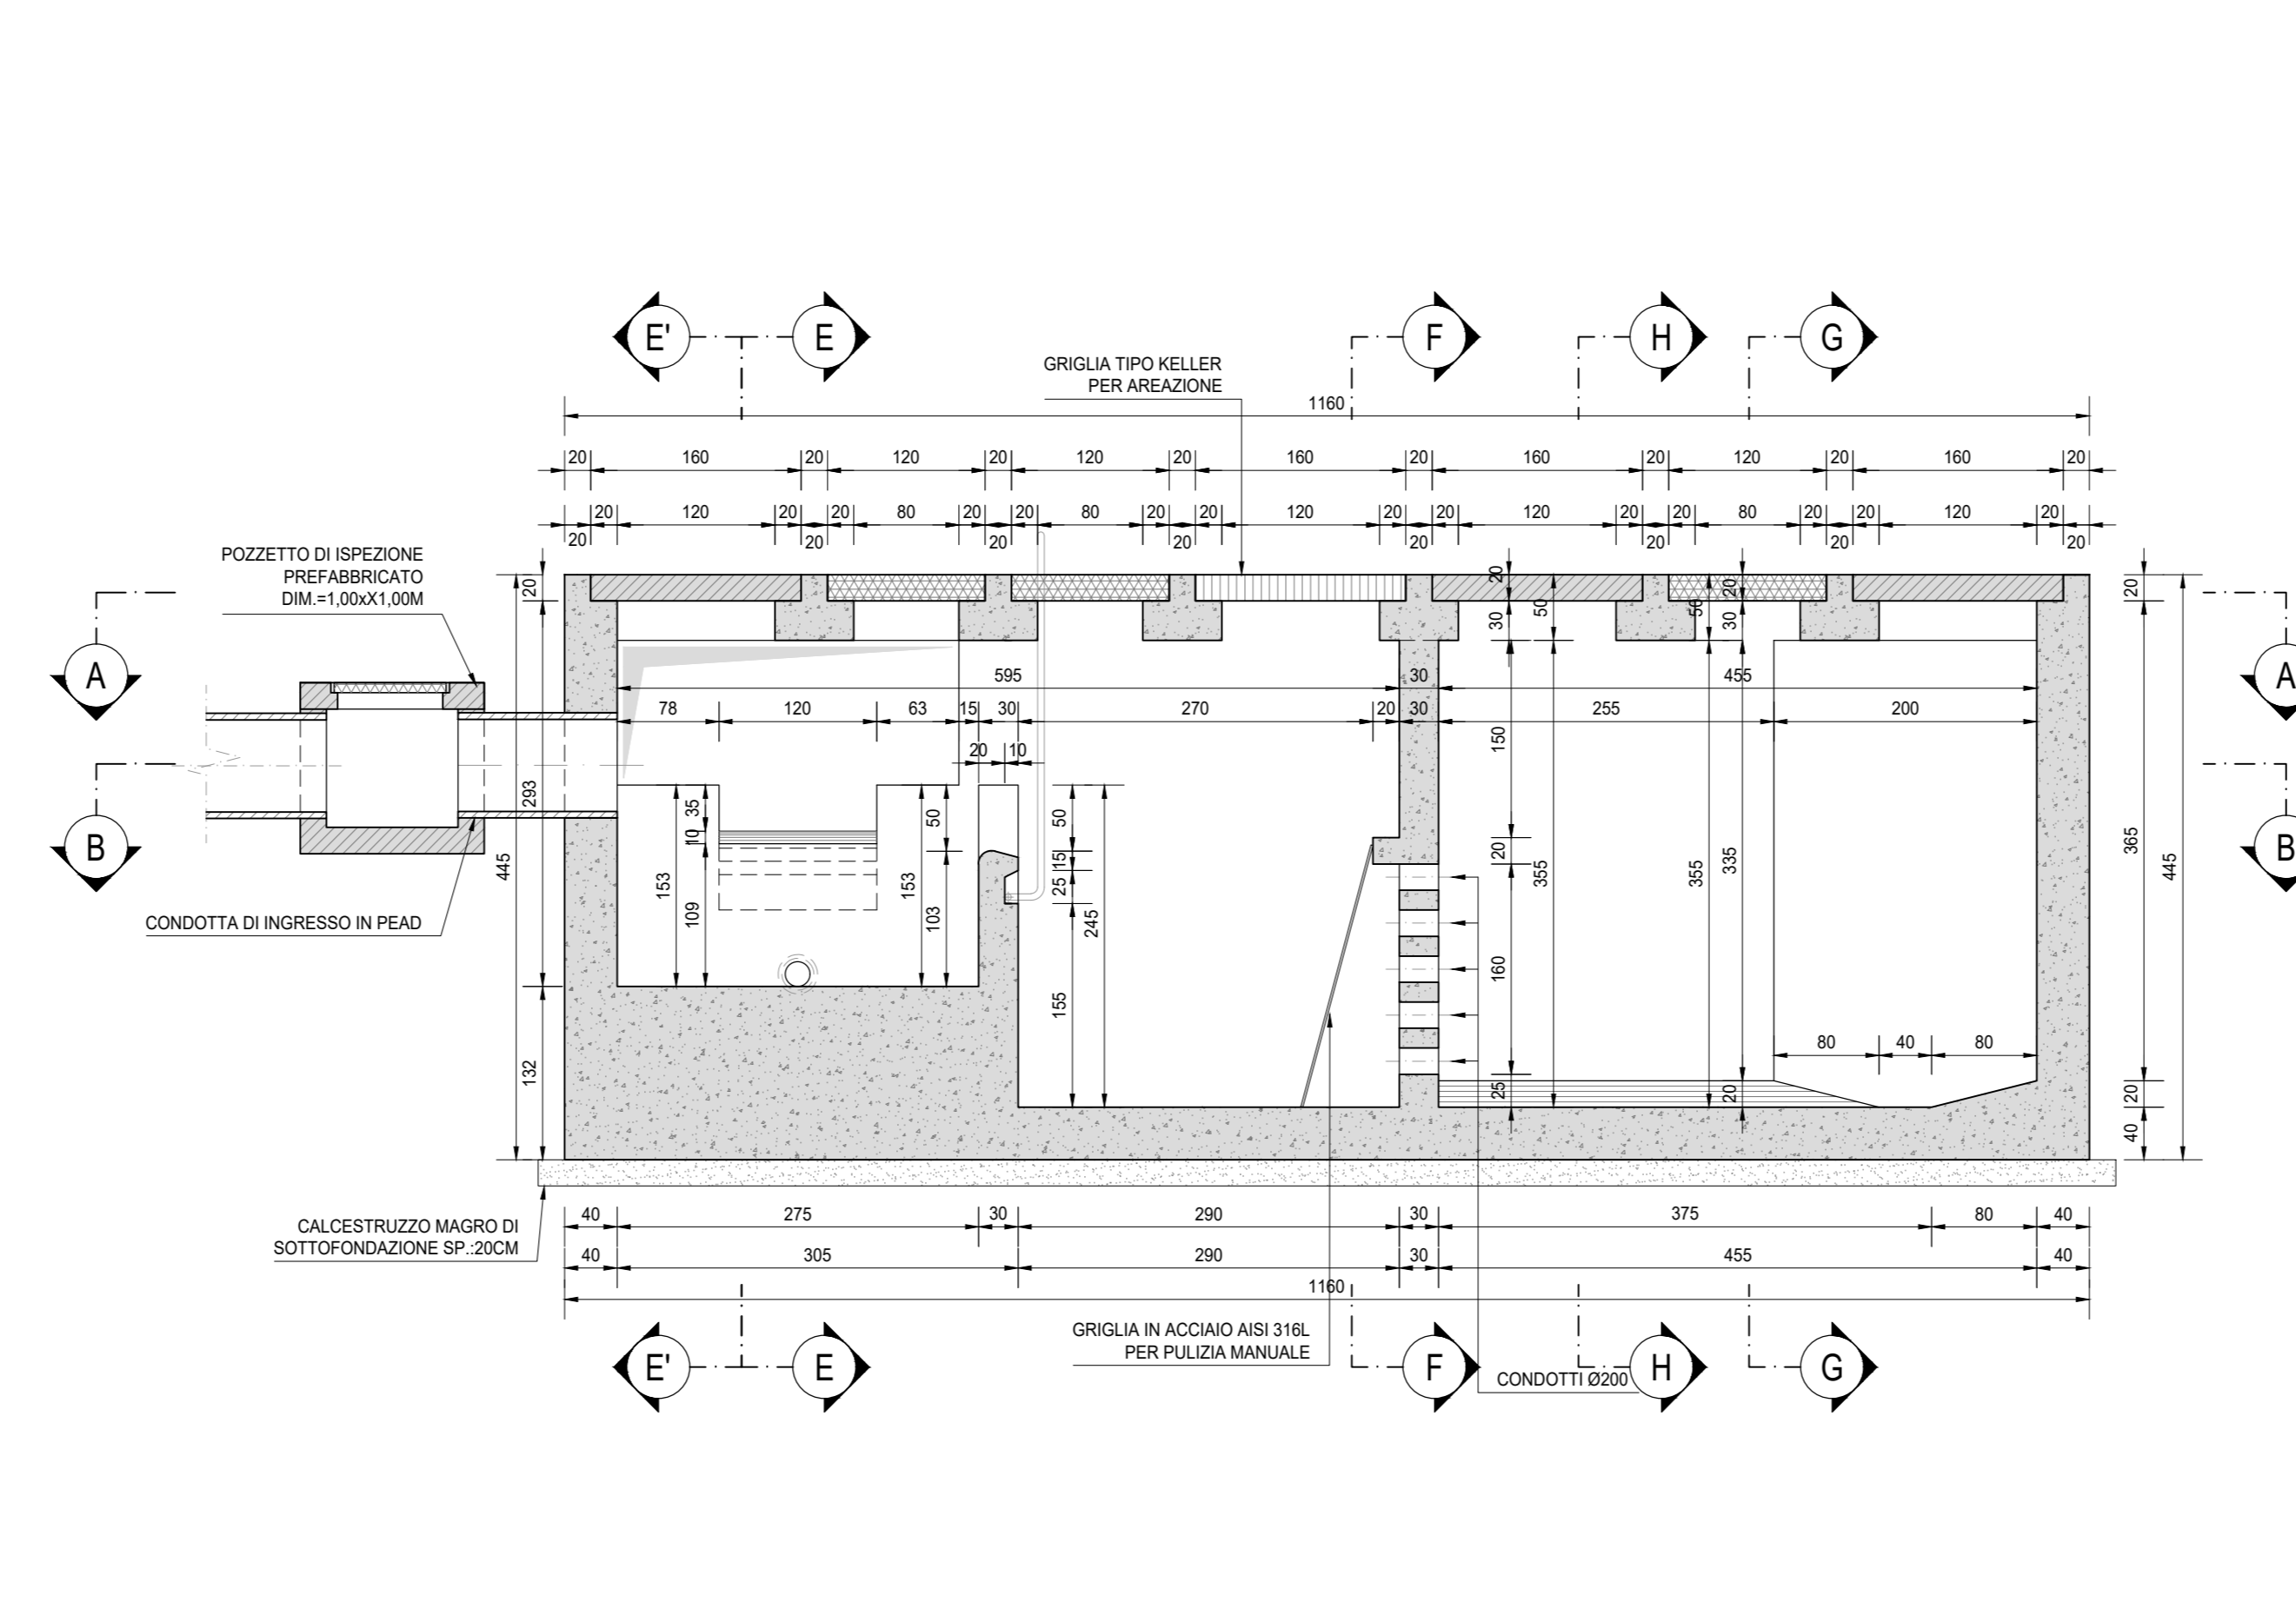 E' E F H G
GRIGLIA TIPO KELLER
PER AREAZIONE
1160
20 160 20 120 20 120 20 160 20 160 20 120 20 160 20
20 120 20 20 80 20 20 80 20 20 120 20 20 120 20 20 80 20 20 120 20
20 20 20 20 20 20 20 20
POZZETTO DI ISPEZIONE
PREFABBRICATO
DIM.=1,00xX1,00M
20 20 50 50 20 20
30 30
A A
595 30 455
78 120 63 15 30 270 20 30 255 200
20 10
150
293
35 50 50
10 15 20
B B
445 153 109 153 103 25 245 355 355 335 365 445
CONDOTTA DI INGRESSO IN PEAD
160
155
132
80 40 80
25 20 20
40
CALCESTRUZZO MAGRO DI
SOTTOFONDAZIONE SP.:20CM
40 275 30 290 30 375 80 40
40 305 290 30 455 40
1160
GRIGLIA IN ACCIAIO AISI 316L
PER PULIZIA MANUALE
CONDOTTI Ø200
E' E F H G